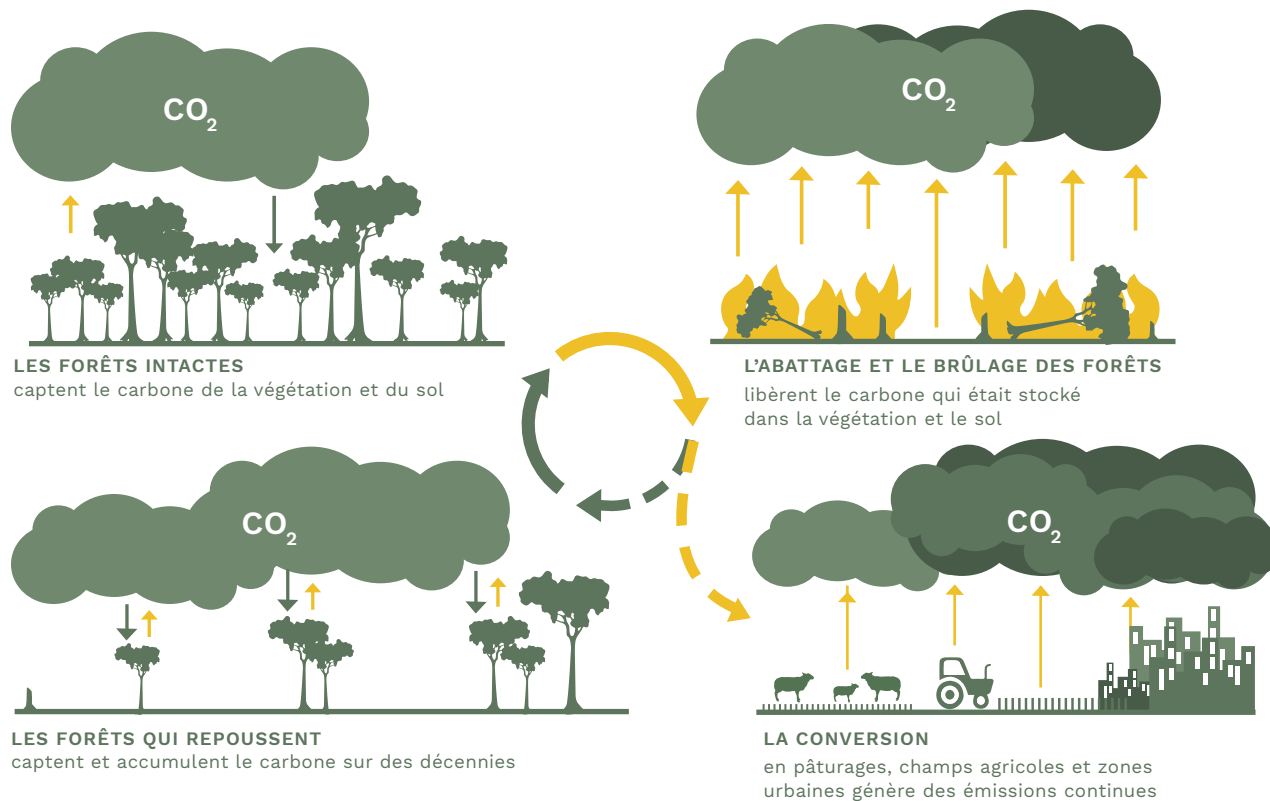 CO2
LES FORÊTS INTACTES
captent le carbone de la végétation et du sol
CO2
L’ABATTAGE ET LE BRÛLAGE DES FORÊTS
libèrent le carbone qui était stocké
dans la végétation et le sol
CO2
LES FORÊTS QUI REPOUSSENT
captent et accumulent le carbone sur des décennies
CO2
LA CONVERSION
en pâturages, champs agricoles et zones
urbaines génère des émissions continues